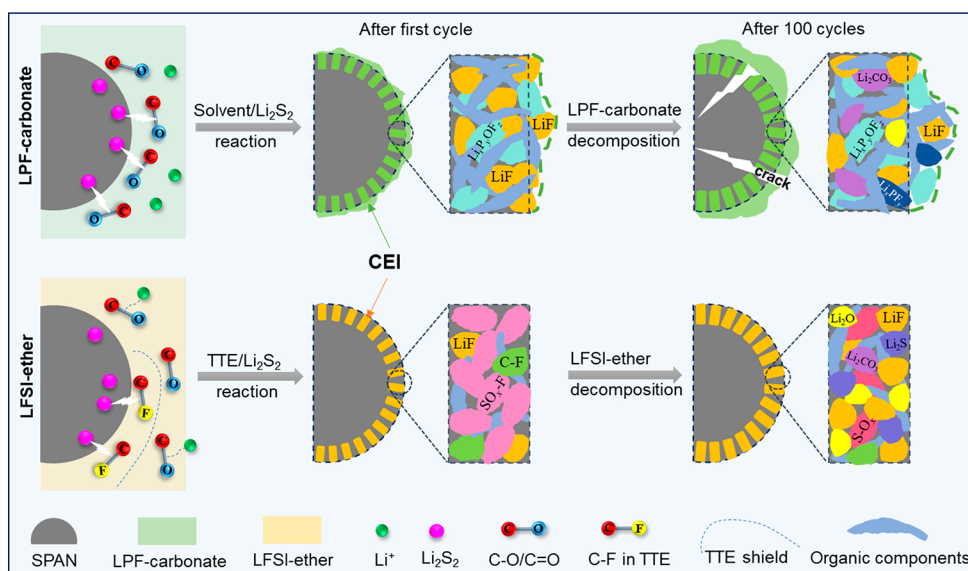 After first cycle
After 100 cycles
LPF-carbonate
C
O
C
O
C
O
C
O
Solvent/Li₂S₂
reaction
LiF
LiₓPᵧOF𝓏
LiF
LPF-carbonate
decomposition
crack
Li₂CO₃
LiₓPᵧOF𝓏
LiF
LiₓPFᵧ
CEI
LFSI-ether
C
O
C
O
C
F
C
F
C
O
TTE/Li₂S₂
reaction
LiF
C-F
SOₓ-F
LFSI-ether
decomposition
Li₂O
LiF
Li₂S
Li₂CO₃
S-Oₓ
C
O
C
F
SPAN
LPF-carbonate
LFSI-ether
Li⁺
Li₂S₂
C-O/C=O
C-F in TTE
TTE shield
Organic components